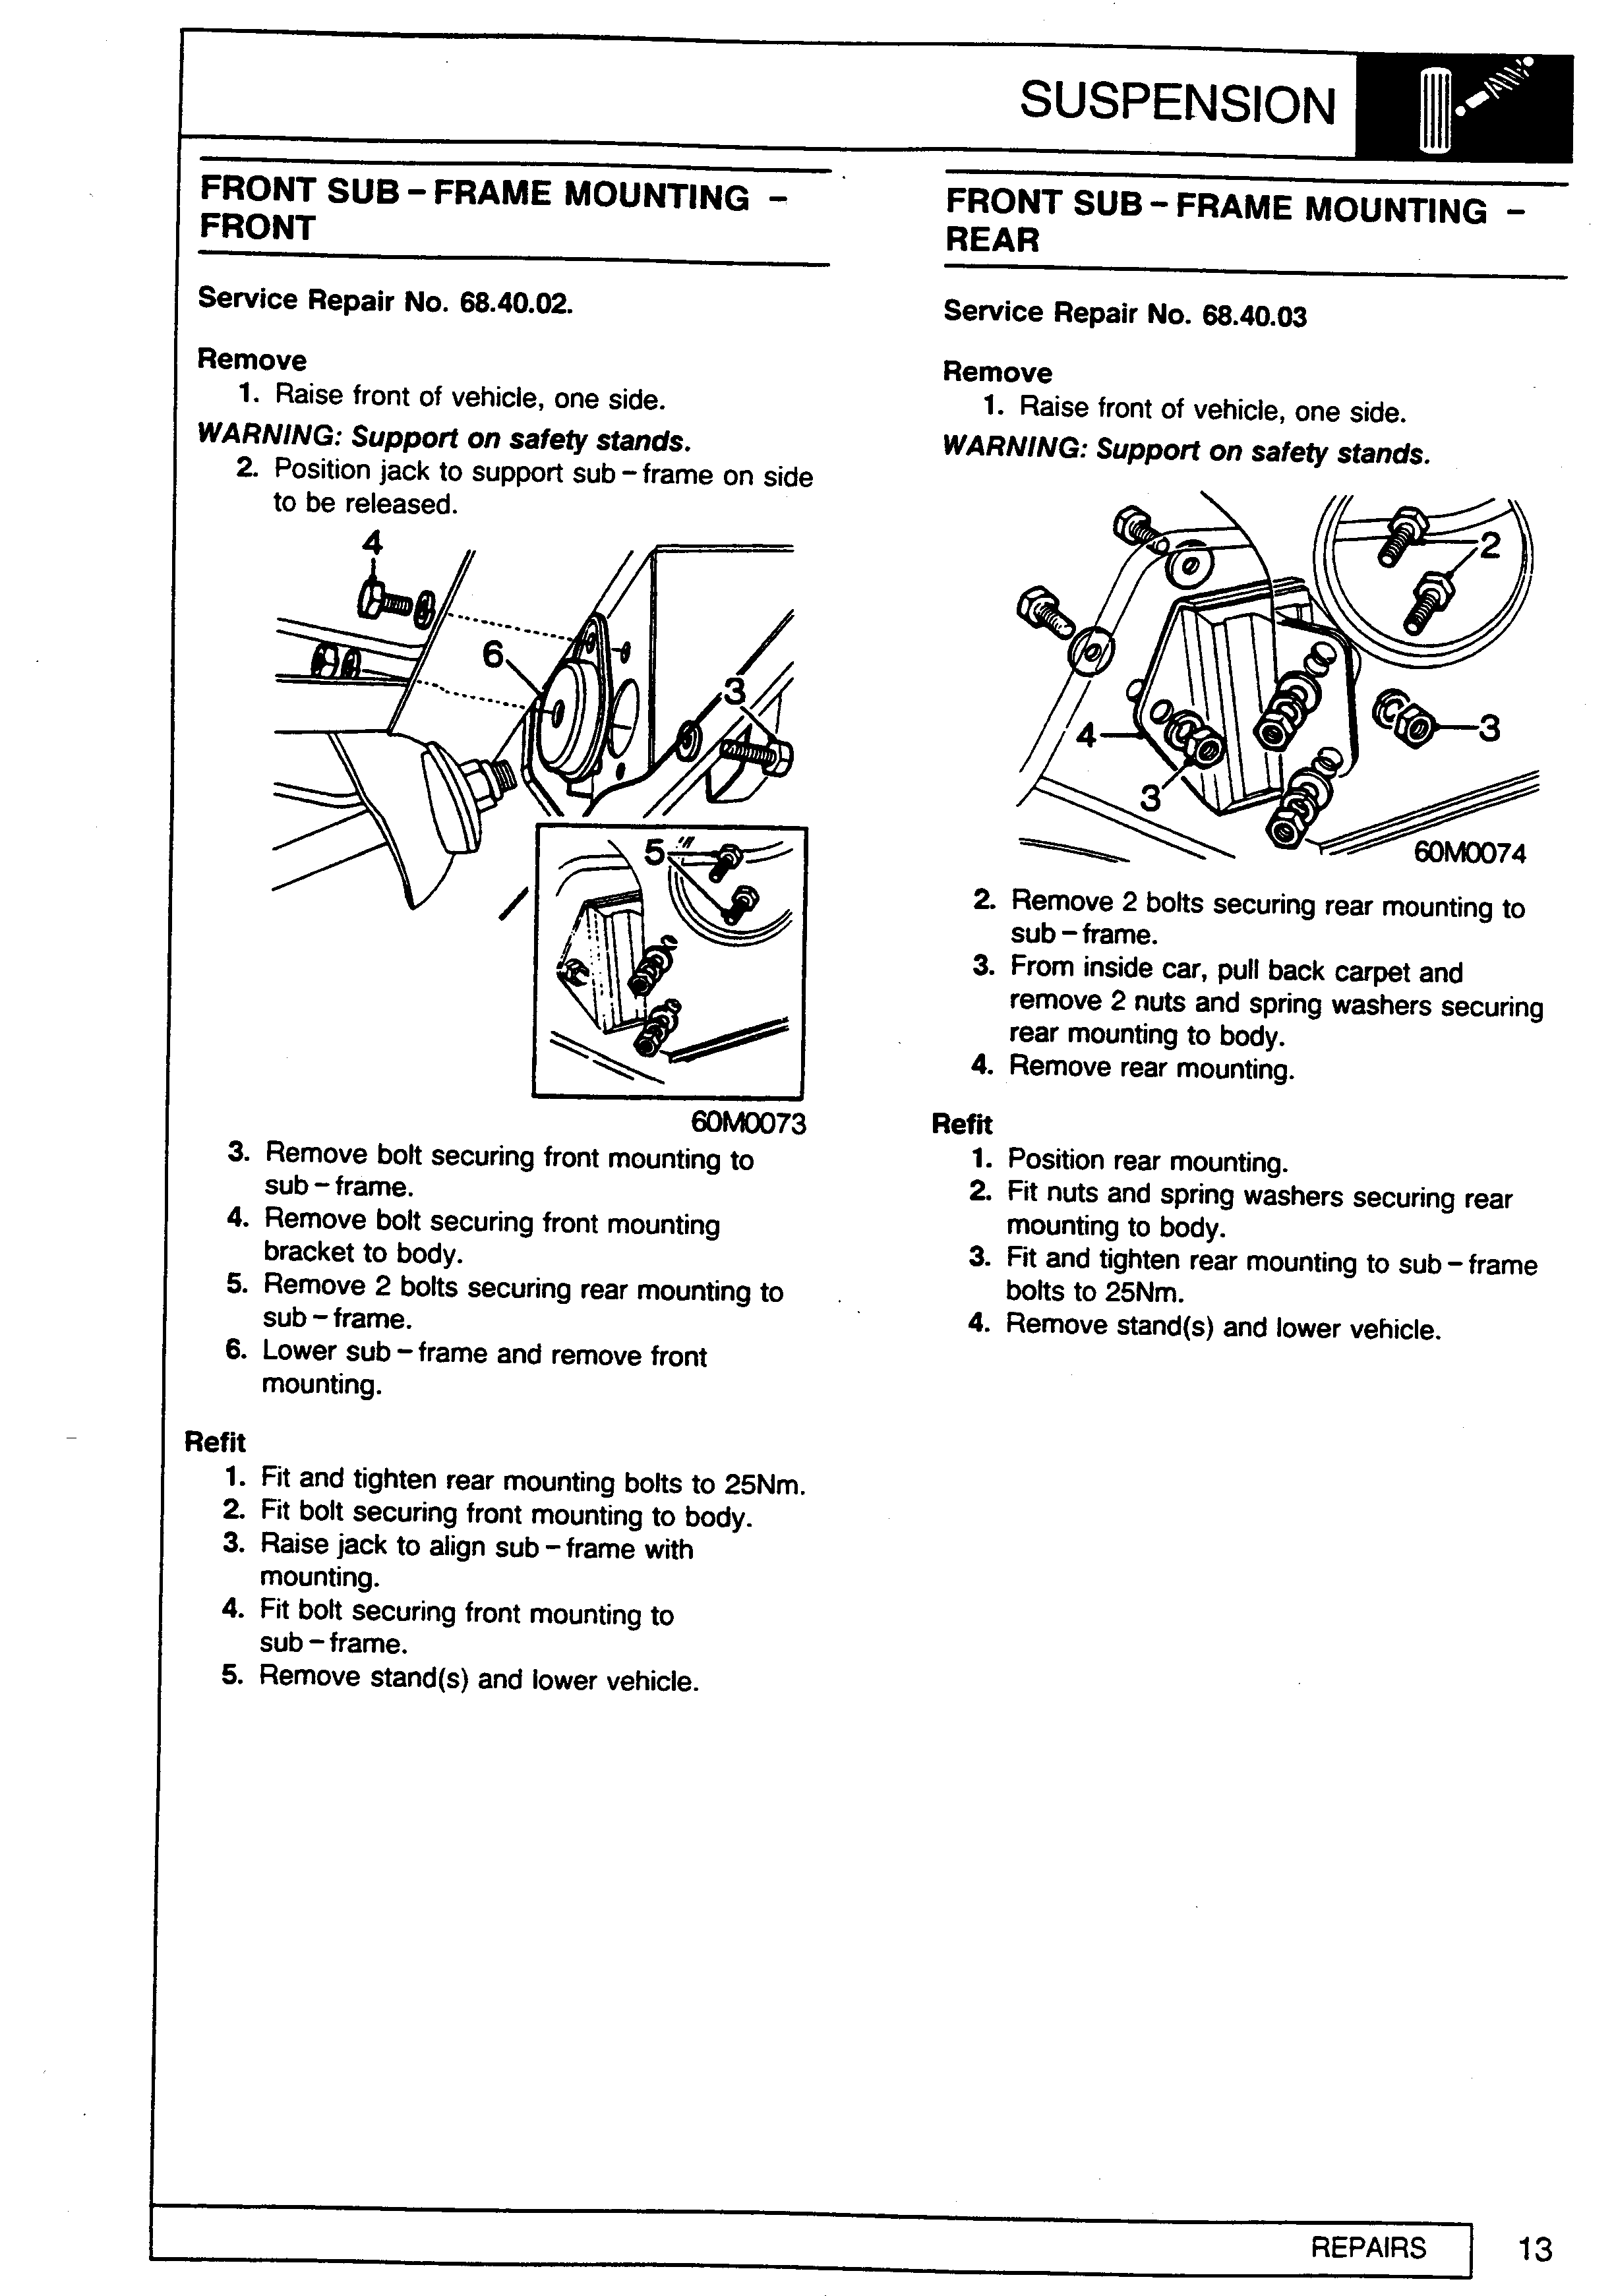 SUSPENSION
FRONT SUB – FRAME MOUNTING –
FRONT
Service Repair No. 68.40.02.
Remove
1. Raise front of vehicle, one side.
WARNING: Support on safety stands.
2. Position jack to support sub – frame on side
to be released.
4
6
3
5
60M0073
3. Remove bolt securing front mounting to
sub – frame.
4. Remove bolt securing front mounting
bracket to body.
5. Remove 2 bolts securing rear mounting to
sub – frame.
6. Lower sub – frame and remove front
mounting.
Refit
1. Fit and tighten rear mounting bolts to 25Nm.
2. Fit bolt securing front mounting to body.
3. Raise jack to align sub – frame with
mounting.
4. Fit bolt securing front mounting to
sub – frame.
5. Remove stand(s) and lower vehicle.
FRONT SUB – FRAME MOUNTING –
REAR
Service Repair No. 68.40.03
Remove
1. Raise front of vehicle, one side.
WARNING: Support on safety stands.
2
4
3
3
60M0074
2. Remove 2 bolts securing rear mounting to
sub – frame.
3. From inside car, pull back carpet and
remove 2 nuts and spring washers securing
rear mounting to body.
4. Remove rear mounting.
Refit
1. Position rear mounting.
2. Fit nuts and spring washers securing rear
mounting to body.
3. Fit and tighten rear mounting to sub – frame
bolts to 25Nm.
4. Remove stand(s) and lower vehicle.
REPAIRS
13